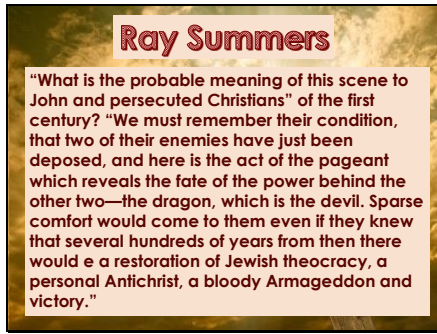 Ray Summers
“What is the probable meaning of this scene to
John and persecuted Christians” of the first
century? “We must remember their condition,
that two of their enemies have just been
deposed, and here is the act of the pageant
which reveals the fate of the power behind the
other two—the dragon, which is the devil. Sparse
comfort would come to them even if they knew
that several hundreds of years from then there
would e a restoration of Jewish theocracy, a
personal Antichrist, a bloody Armageddon and
victory.”